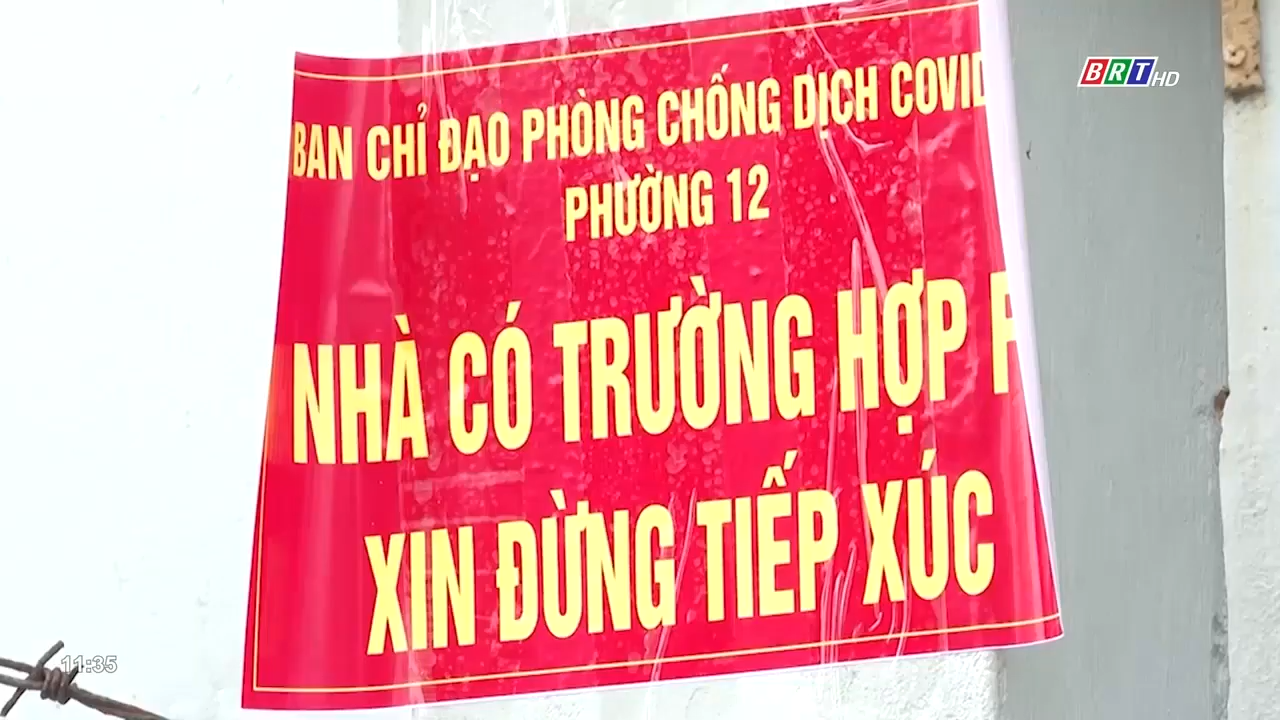 BRT HD
BAN CHỈ ĐẠO PHÒNG CHỐNG DỊCH COVID
PHƯỜNG 12
NHÀ CÓ TRƯỜNG HỢP
XIN ĐỪNG TIẾP XÚC
11:35